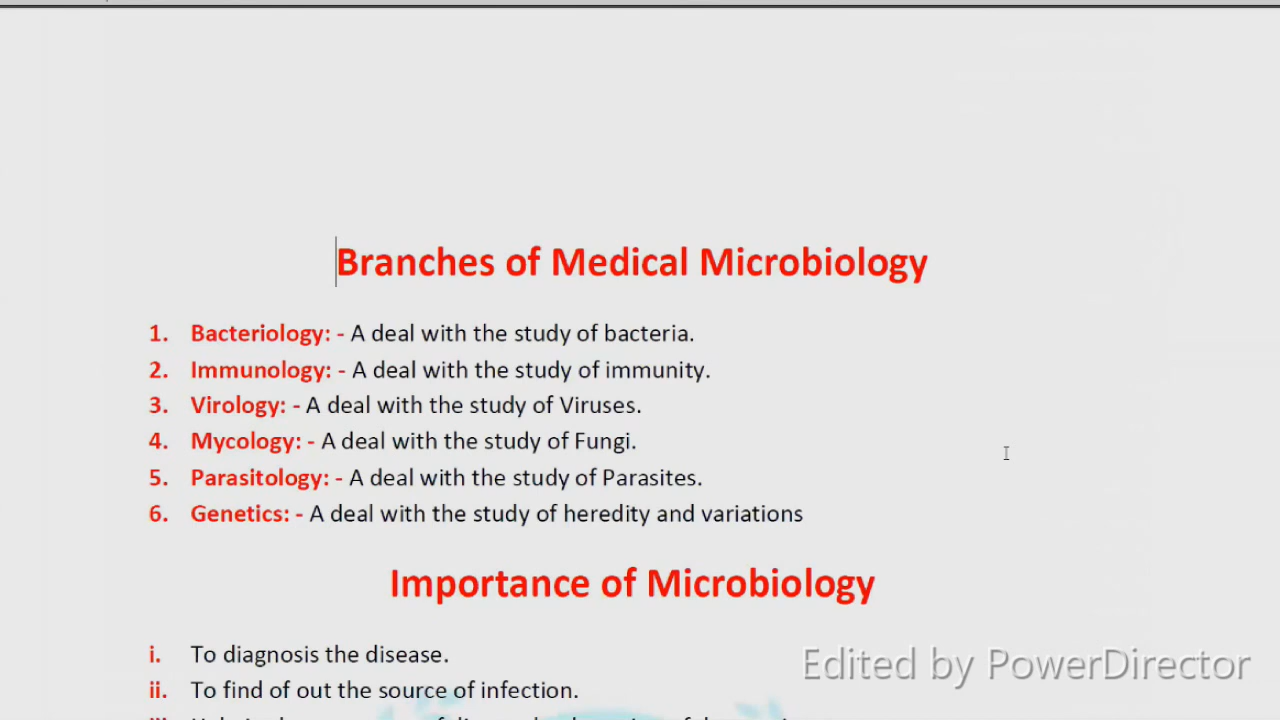 Branches of Medical Microbiology
1. Bacteriology: - A deal with the study of bacteria.
2. Immunology: - A deal with the study of immunity.
3. Virology: - A deal with the study of Viruses.
4. Mycology: - A deal with the study of Fungi.
5. Parasitology: - A deal with the study of Parasites.
6. Genetics: - A deal with the study of heredity and variations
Importance of Microbiology
i. To diagnosis the disease.
ii. To find of out the source of infection.
Edited by PowerDirector